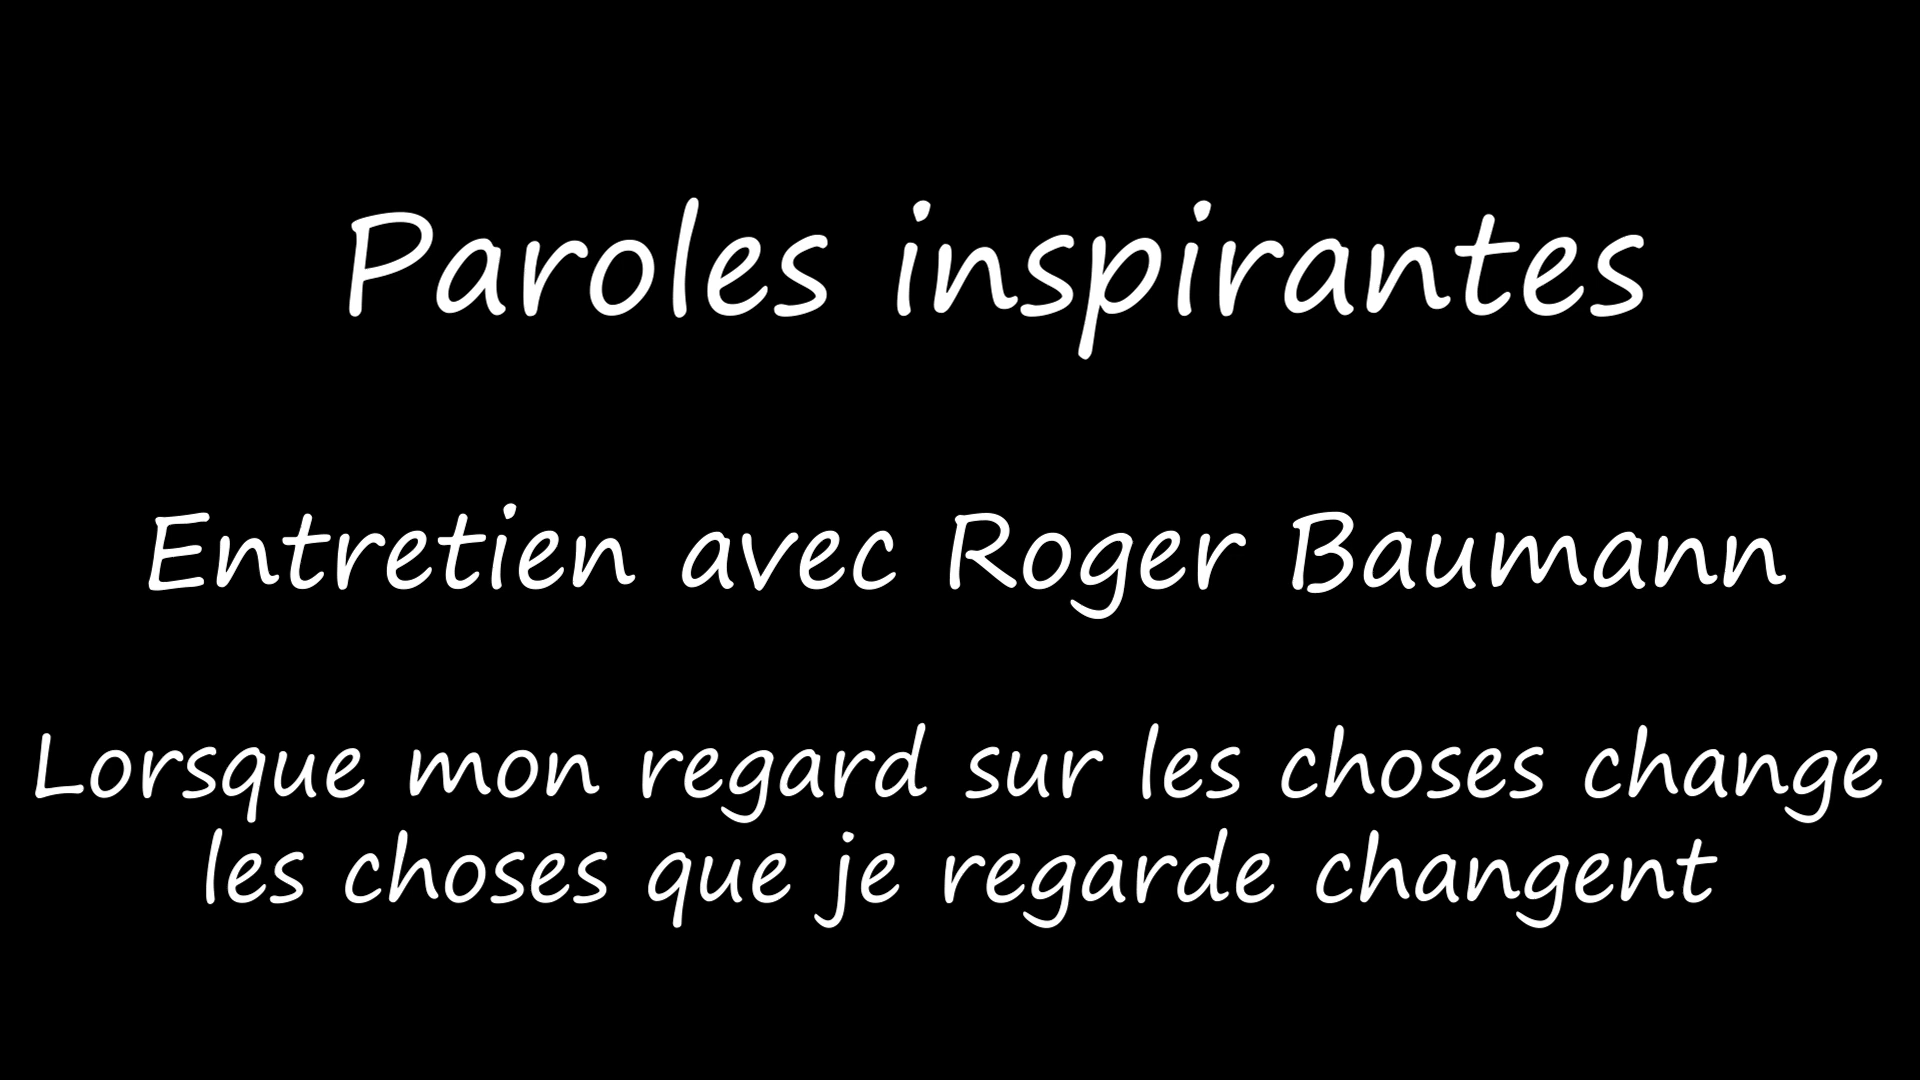 Paroles inspirantes
Entretien avec Roger Baumann
Lorsque mon regard sur les choses change
les choses que je regarde changent